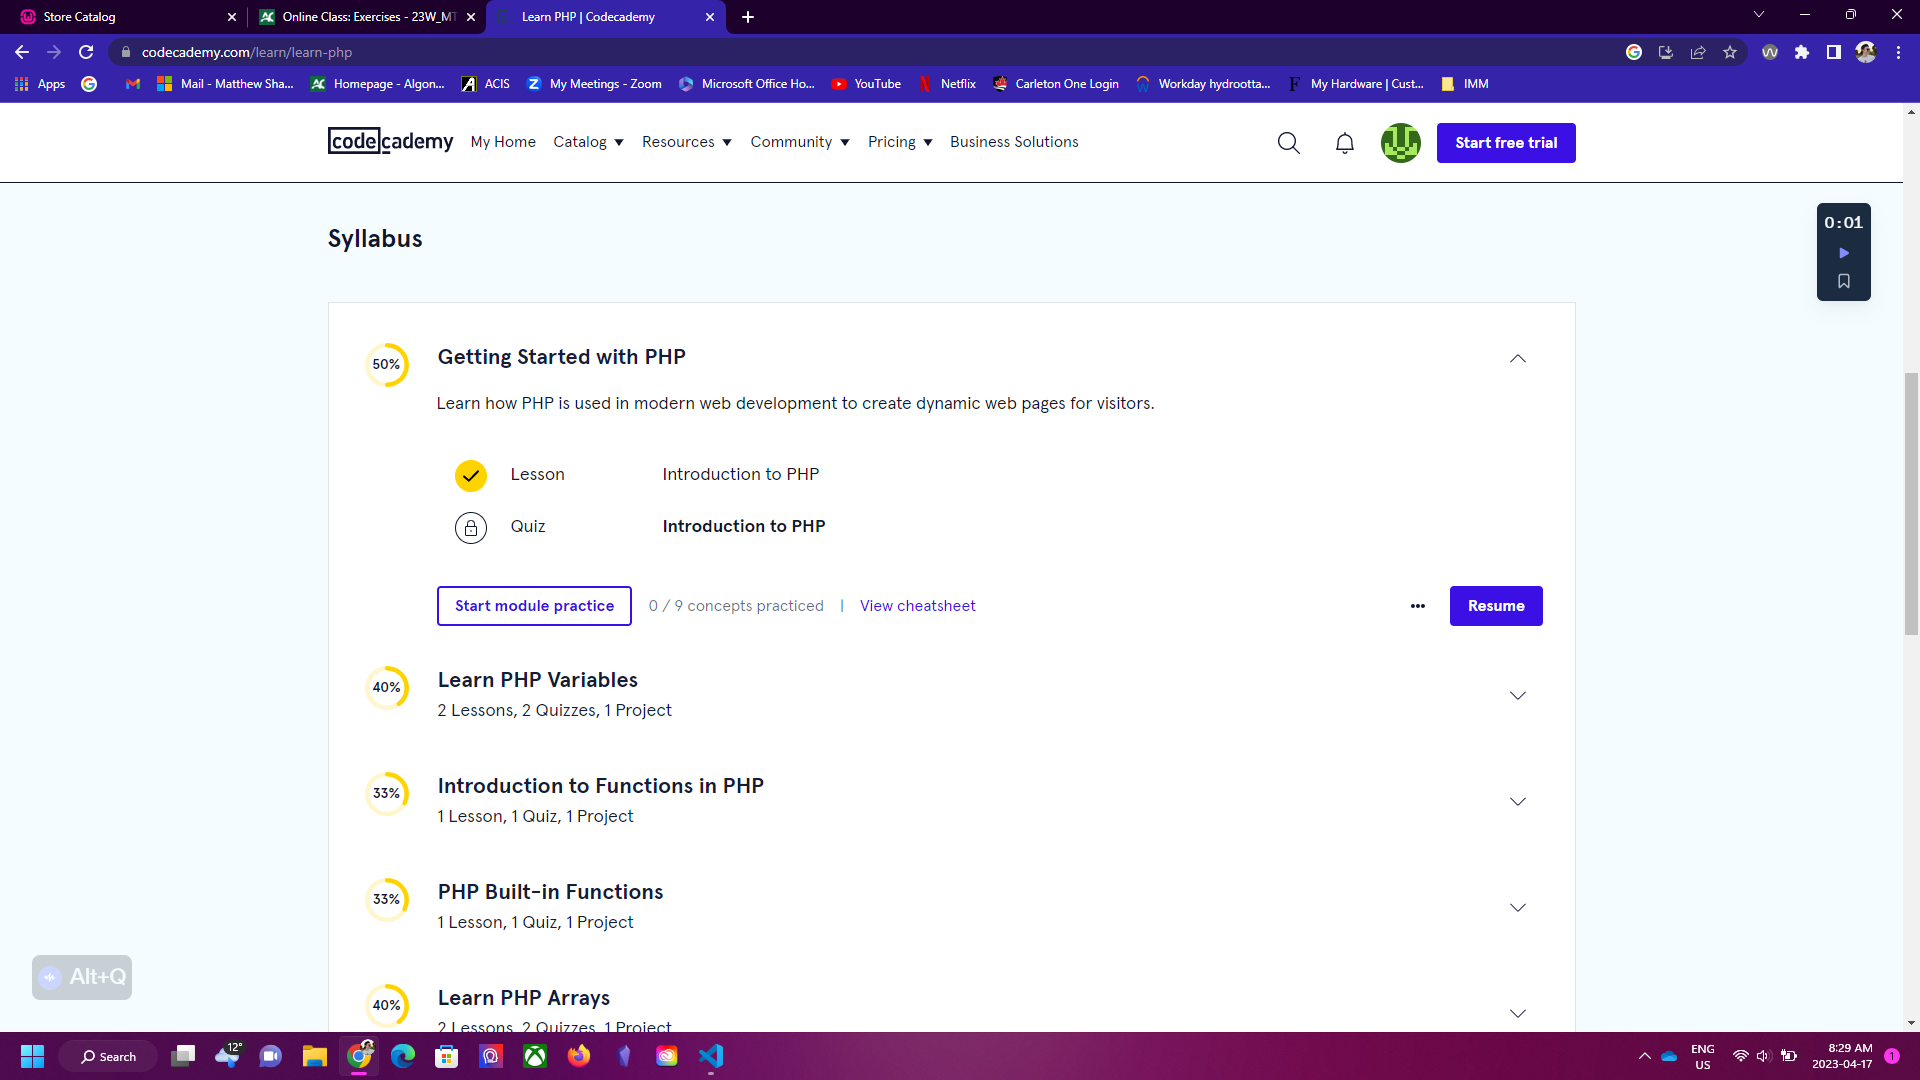 Store Catalog
Online Class: Exercises - 23W_MT
Learn PHP | Codecademy
codecademy.com/learn/learn-php
Apps
Mail - Matthew Sha...
Homepage - Algon...
ACIS
My Meetings - Zoom
Microsoft Office Ho...
YouTube
Netflix
Carleton One Login
Workday hydrootta...
My Hardware | Cust...
IMM
codecademy
My Home
Catalog
Resources
Community
Pricing
Business Solutions
Start free trial
Syllabus
0:01
50%
Getting Started with PHP
Learn how PHP is used in modern web development to create dynamic web pages for visitors.
Lesson
Introduction to PHP
Quiz
Introduction to PHP
Start module practice
0 / 9 concepts practiced
|
View cheatsheet
Resume
40%
Learn PHP Variables
2 Lessons, 2 Quizzes, 1 Project
33%
Introduction to Functions in PHP
1 Lesson, 1 Quiz, 1 Project
33%
PHP Built-in Functions
1 Lesson, 1 Quiz, 1 Project
Alt+Q
40%
Learn PHP Arrays
2 Lessons, 2 Quizzes, 1 Project
Search
12°
ENG
US
8:29 AM
2023-04-17
1